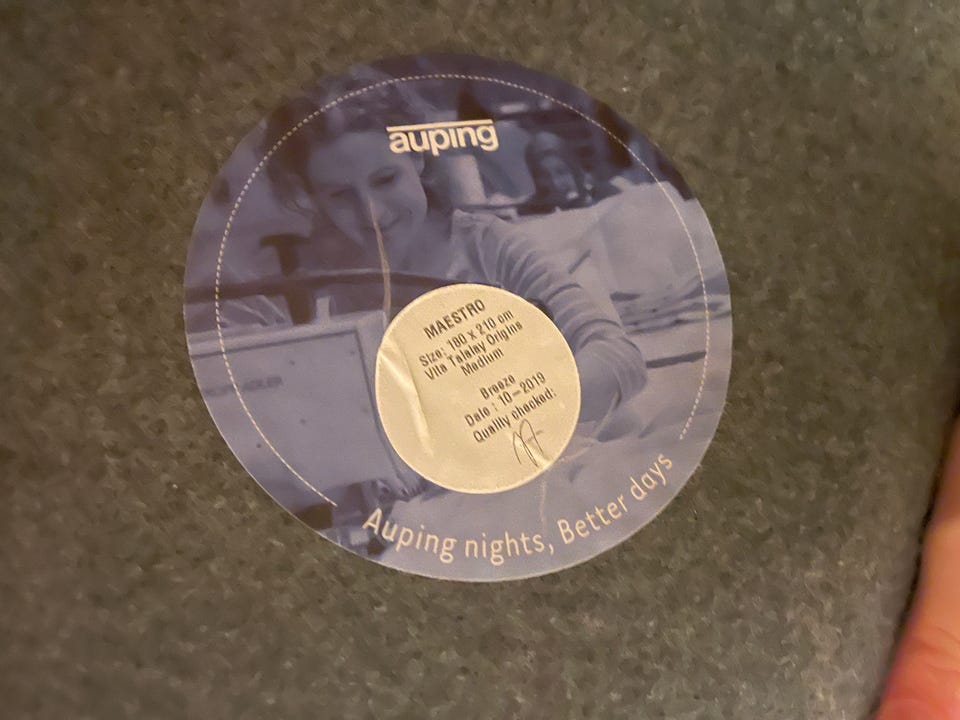 auping
MAESTRO
Size: 180 x 210 cm
Vita Talalay Origins
Medium
Breeze
Date : 10-2019
Quality checked:
Auping nights, Better days